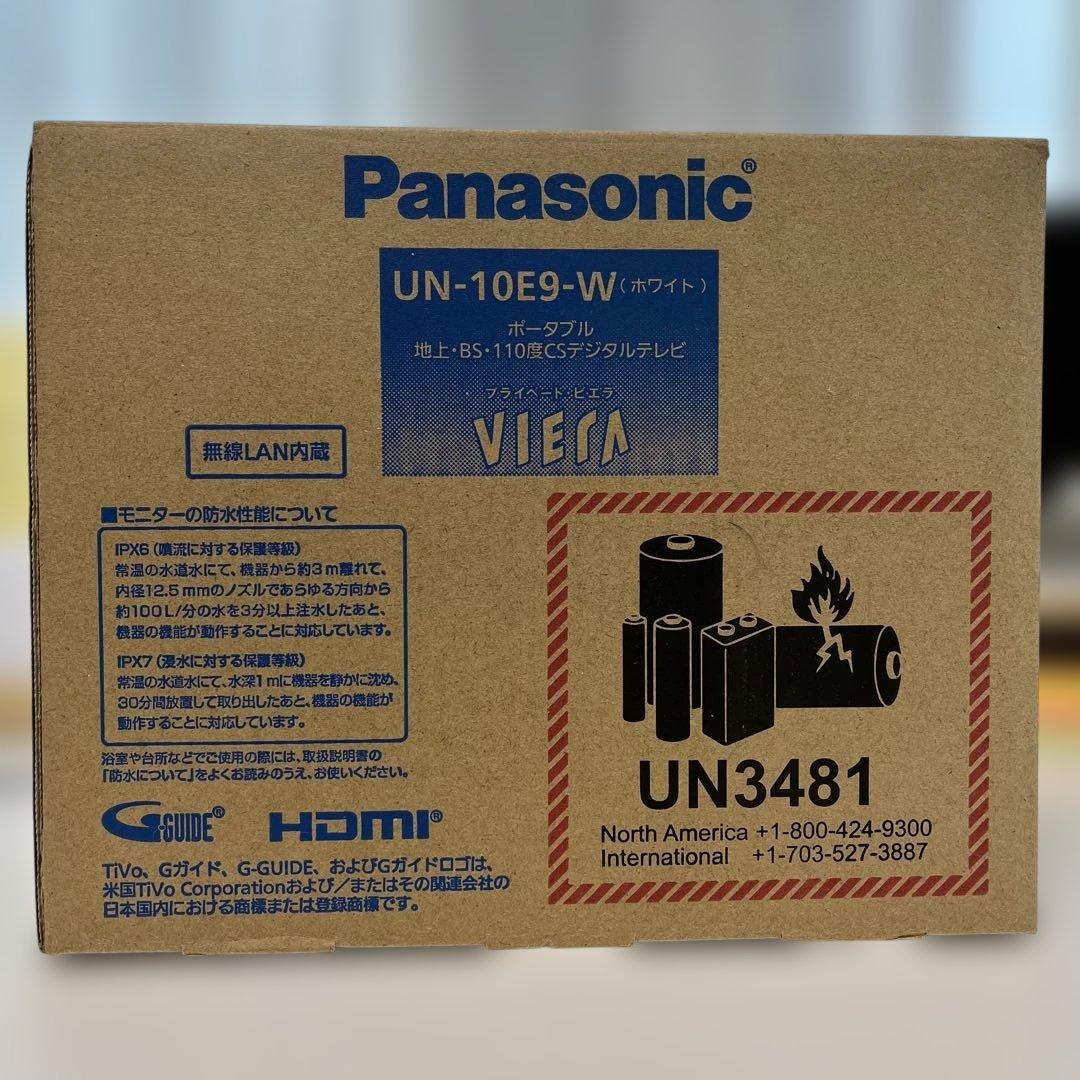 Panasonic®
UN-10E9-W（ホワイト）
ポータブル
地上・BS・110度CSデジタルテレビ
プライベート・ビエラ
VIERA
無線LAN内蔵
■モニターの防水性能について
IPX6（噴流に対する保護等級）
常温の水道水にて、機器から約3m離れて、
内径12.5mmのノズルであらゆる方向から
約100L/分の水を3分以上注水したあと、
機器の機能が動作することに対応しています。
IPX7（浸水に対する保護等級）
常温の水道水にて、水深1mに機器を静かに沈め、
30分間放置して取り出したあと、機器の機能が
動作することに対応しています。
浴室や台所などでご使用の際には、取扱説明書の
「防水について」をよくお読みのうえ、お使いください。
G-GUIDE® HDMI®
TiVo、Gガイド、G-GUIDE、およびGガイドロゴは、
米国TiVo Corporationおよび／またはその関連会社の
日本国内における商標または登録商標です。
UN3481
North America +1-800-424-9300
International +1-703-527-3887